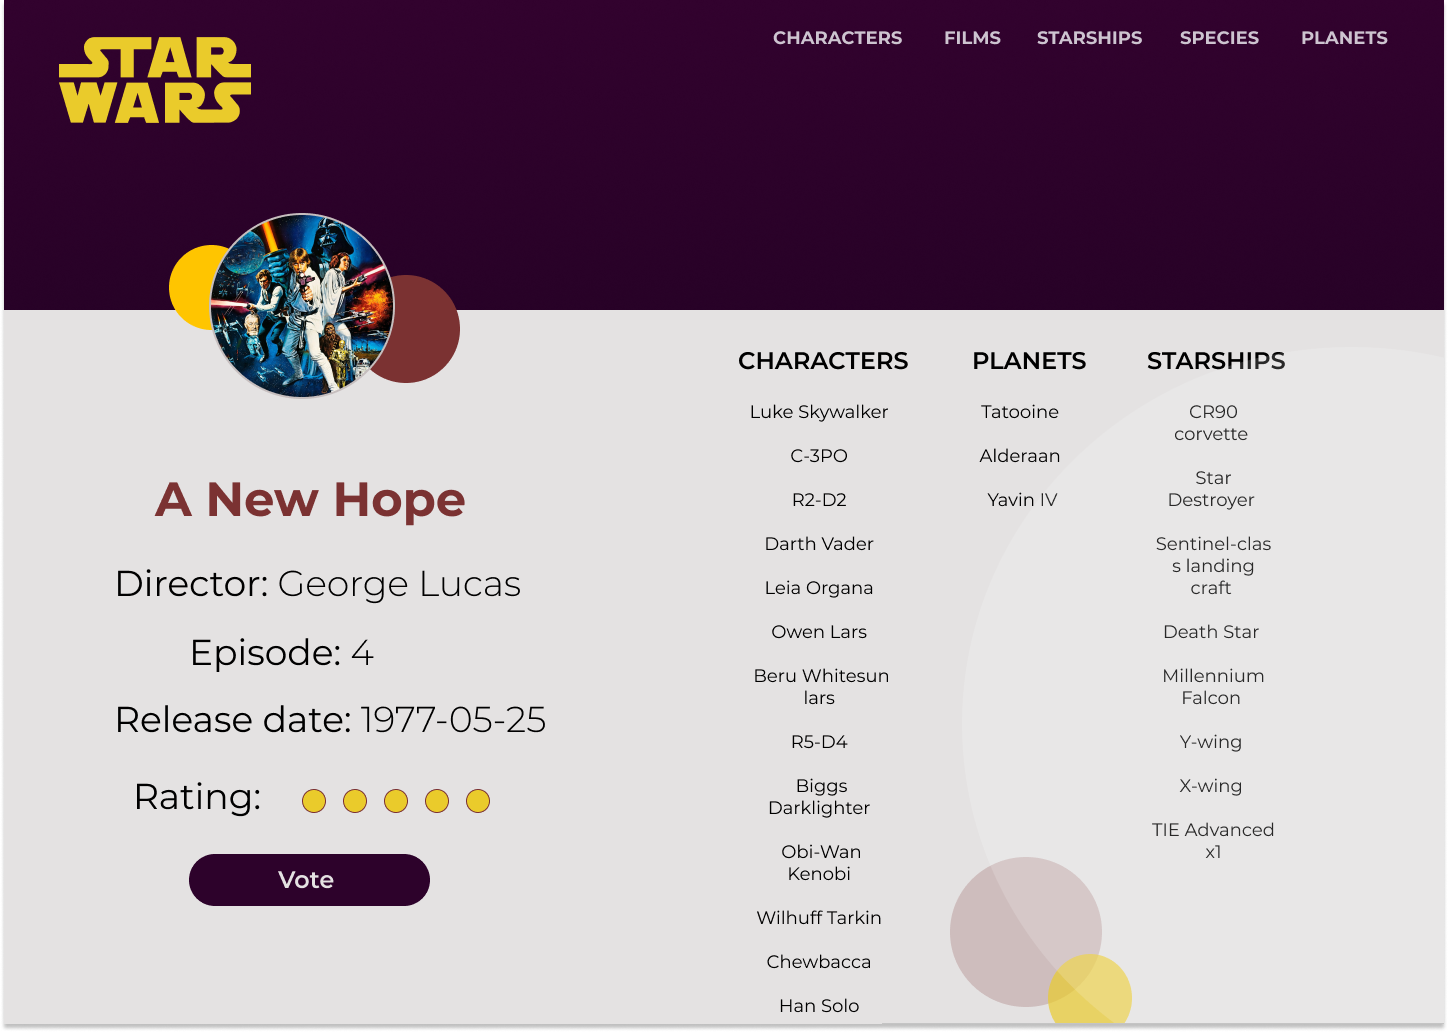 STAR
WARS
CHARACTERS
FILMS
STARSHIPS
SPECIES
PLANETS
A New Hope
Director: George Lucas
Episode: 4
Release date: 1977-05-25
Rating:
Vote
CHARACTERS
Luke Skywalker
C-3PO
R2-D2
Darth Vader
Leia Organa
Owen Lars
Beru Whitesun
lars
R5-D4
Biggs
Darklighter
Obi-Wan
Kenobi
Wilhuff Tarkin
Chewbacca
Han Solo
PLANETS
Tatooine
Alderaan
Yavin IV
STARSHIPS
CR90
corvette
Star
Destroyer
Sentinel-clas
s landing
craft
Death Star
Millennium
Falcon
Y-wing
X-wing
TIE Advanced
x1